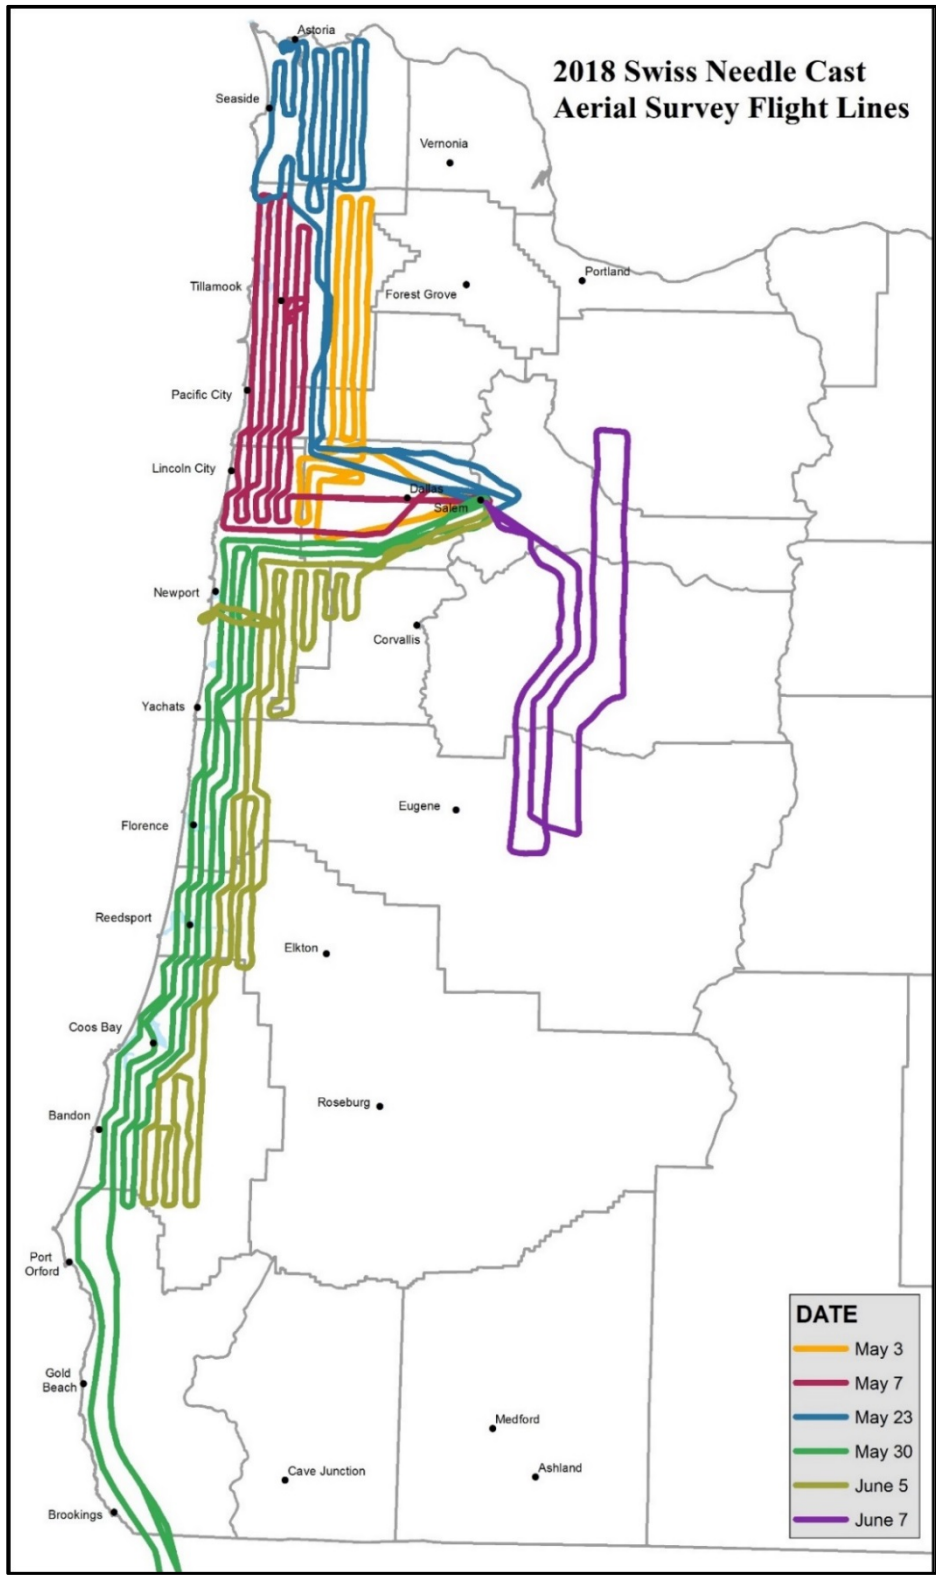 Astoria
2018 Swiss Needle Cast
Aerial Survey Flight Lines
Seaside
Vernonia
Portland
Tillamook
Forest Grove
Pacific City
Lincoln City
Dallas
Salem
Newport
Corvallis
Yachats
Eugene
Florence
Reedsport
Elkton
Coos Bay
Roseburg
Bandon
Port
Orford
DATE
May 3
Gold
Beach
May 7
Medford
May 23
May 30
Cave Junction
Ashland
June 5
Brookings
June 7